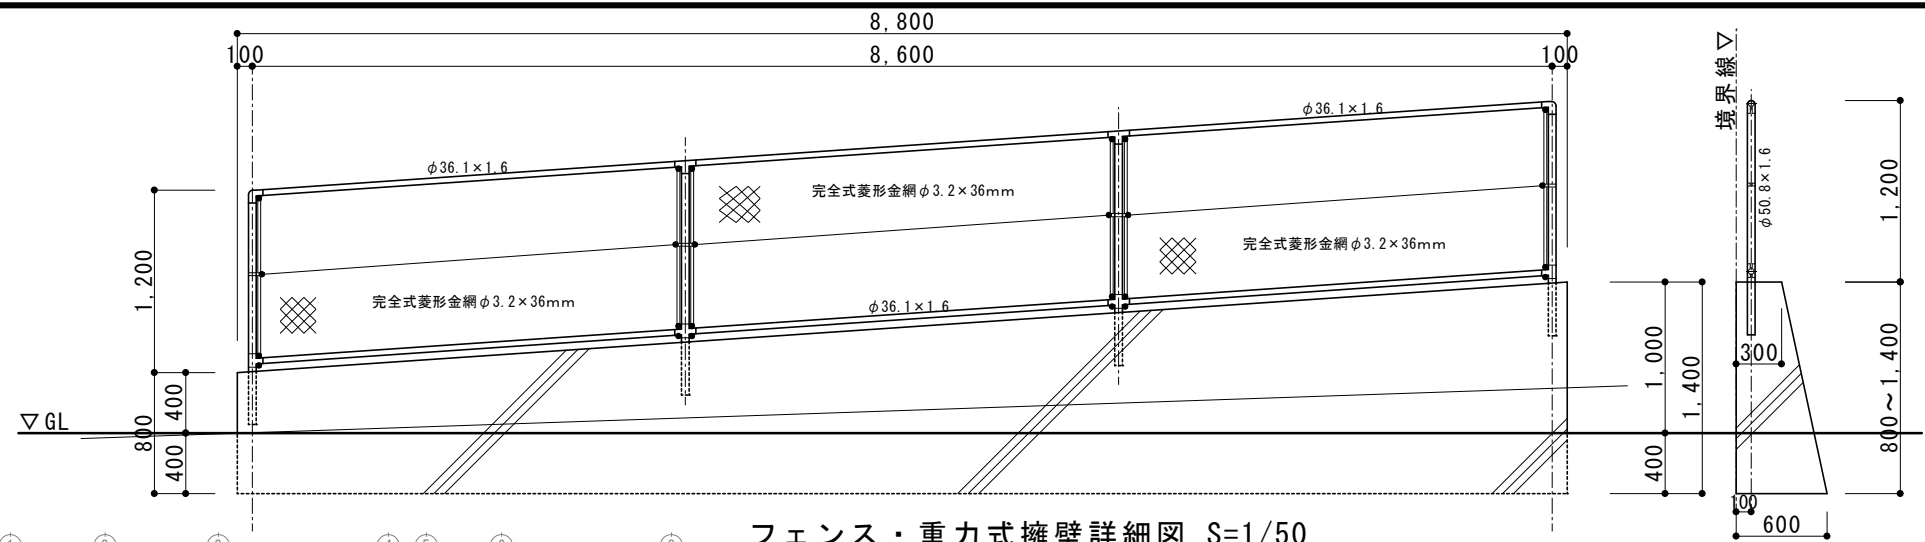 8,800
100
8,600
100
境界線▽
φ36.1×1.6
φ36.1×1.6
φ50.8×1.6
完全式菱形金網φ3.2×36mm
1,200
完全式菱形金網φ3.2×36mm
1,200
完全式菱形金網φ3.2×36mm
φ36.1×1.6
300
1,000
1,400
800~1,400
400
800
▽GL
400
400
100
600
フェンス・重力式擁壁詳細図 S=1/50